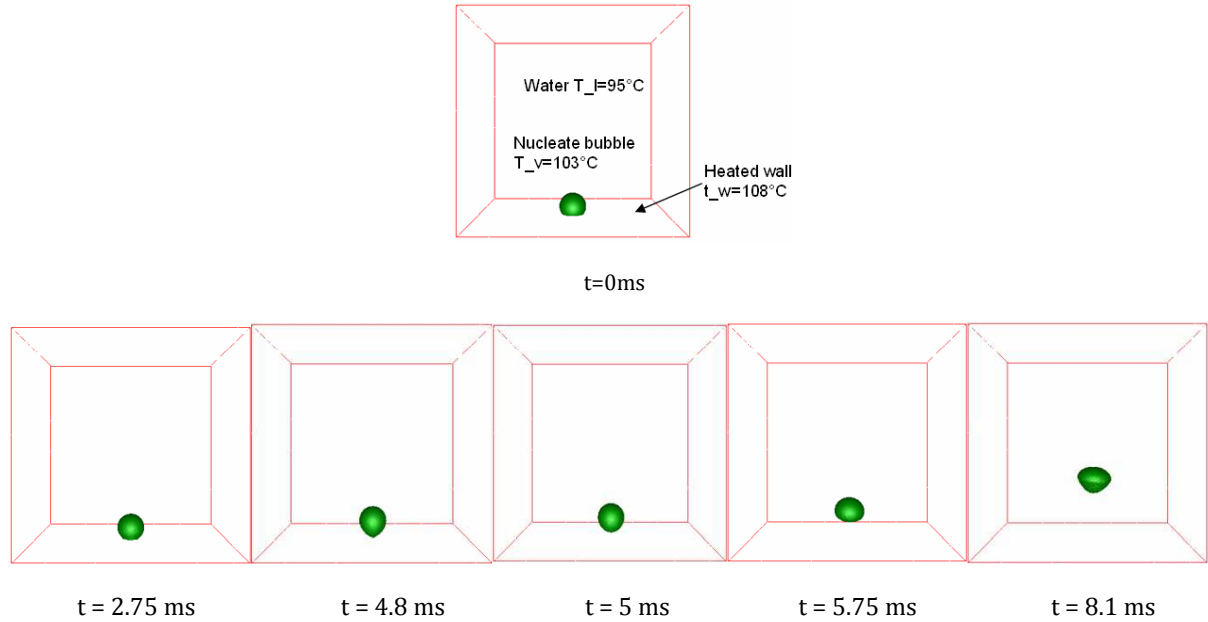 Water T_l=95°C
Nucleate bubble
T_v=103°C
Heated wall
t_w=108°C
t=0ms
t = 2.75 ms
t = 4.8 ms
t = 5 ms
t = 5.75 ms
t = 8.1 ms